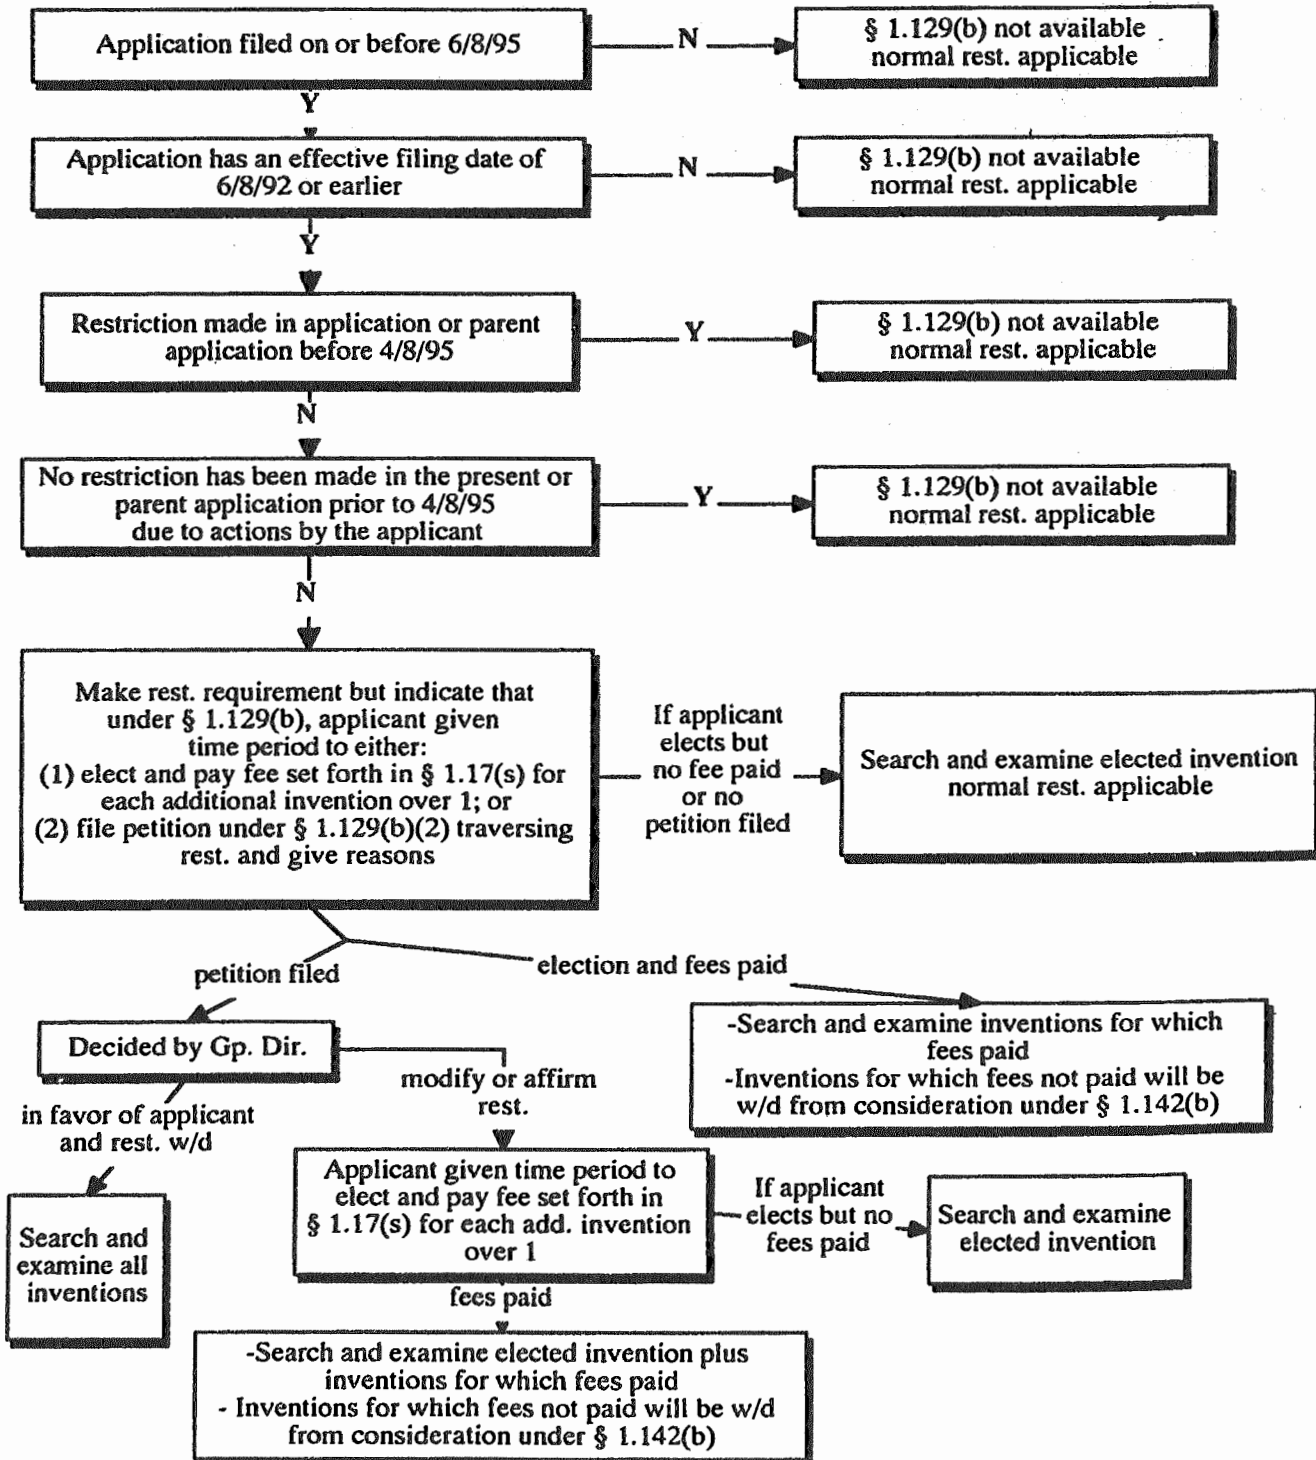 Application filed on or before 6/8/95
N
§ 1.129(b) not available
normal rest. applicable
Y
Application has an effective filing date of
6/8/92 or earlier
N
§ 1.129(b) not available
normal rest. applicable
Y
Restriction made in application or parent
application before 4/8/95
Y
§ 1.129(b) not available
normal rest. applicable
N
No restriction has been made in the present or
parent application prior to 4/8/95
due to actions by the applicant
Y
§ 1.129(b) not available
normal rest. applicable
N
Make rest. requirement but indicate that
under § 1.129(b), applicant given
time period to either:
(1) elect and pay fee set forth in § 1.17(s) for
each additional invention over 1; or
(2) file petition under § 1.129(b)(2) traversing
rest. and give reasons
If applicant
elects but
no fee paid
or no
petition filed
Search and examine elected invention
normal rest. applicable
petition filed
election and fees paid
Decided by Gp. Dir.
-Search and examine inventions for which
fees paid
-Inventions for which fees not paid will be
w/d from consideration under § 1.142(b)
modify or affirm
rest.
in favor of applicant
and rest. w/d
Search and
examine all
inventions
Applicant given time period to
elect and pay fee set forth in
§ 1.17(s) for each add. invention
over 1
If applicant
elects but no
fees paid
Search and examine
elected invention
fees paid
-Search and examine elected invention plus
inventions for which fees paid
- Inventions for which fees not paid will be w/d
from consideration under § 1.142(b)